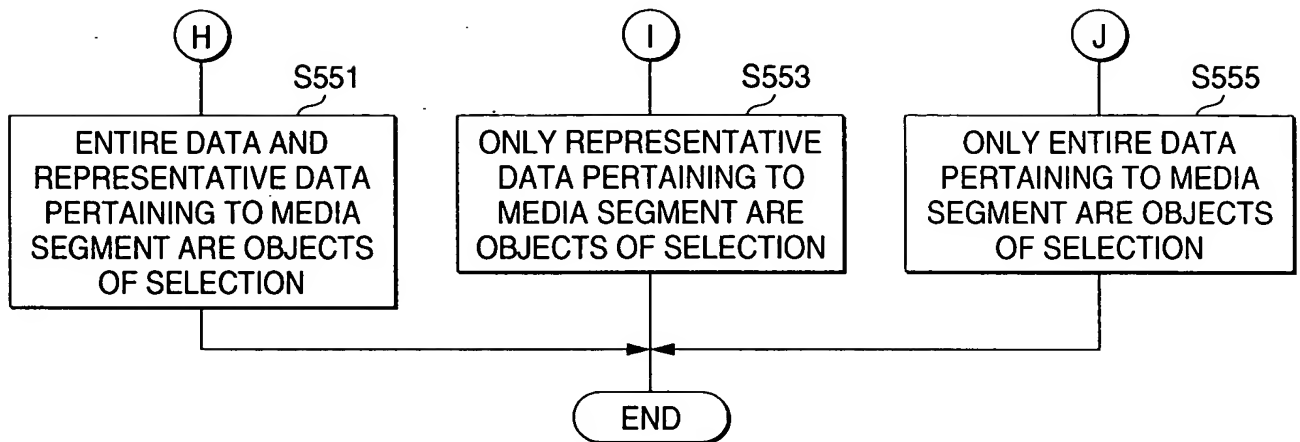 H
I
J
S551
S553
S555
ENTIRE DATA AND
REPRESENTATIVE DATA
PERTAINING TO MEDIA
SEGMENT ARE OBJECTS
OF SELECTION
ONLY REPRESENTATIVE
DATA PERTAINING TO
MEDIA SEGMENT ARE
OBJECTS OF SELECTION
ONLY ENTIRE DATA
PERTAINING TO MEDIA
SEGMENT ARE OBJECTS
OF SELECTION
END